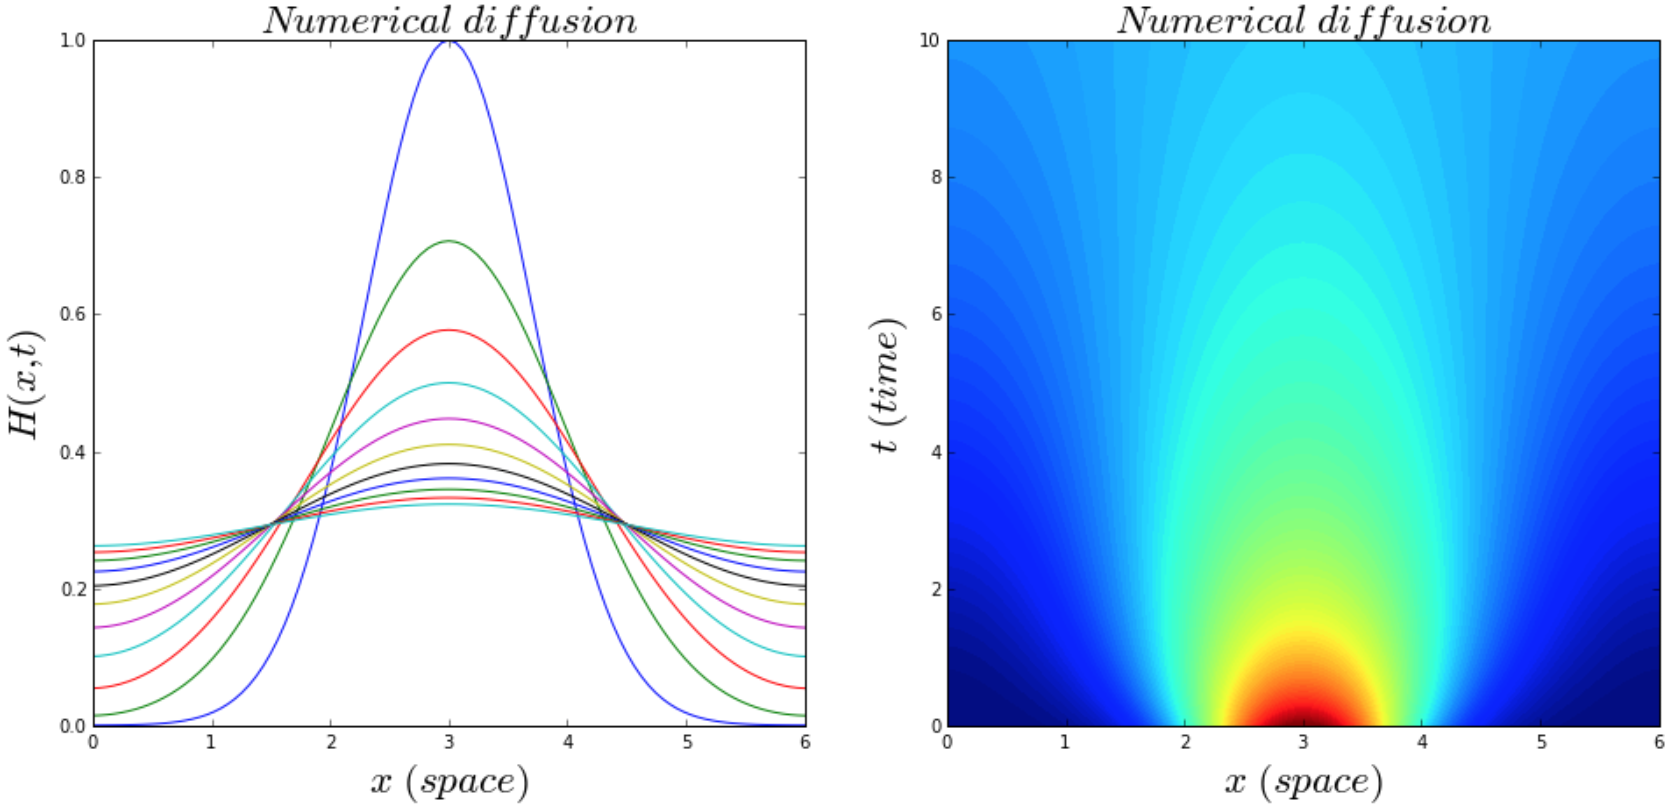 Numerical diffusion
1.0
0.8
0.6
0.4
0.2
0.0
H(x,t)
0 1 2 3 4 5 6
x (space)
Numerical diffusion
10
8
6
4
2
0
t (time)
0 1 2 3 4 5 6
x (space)